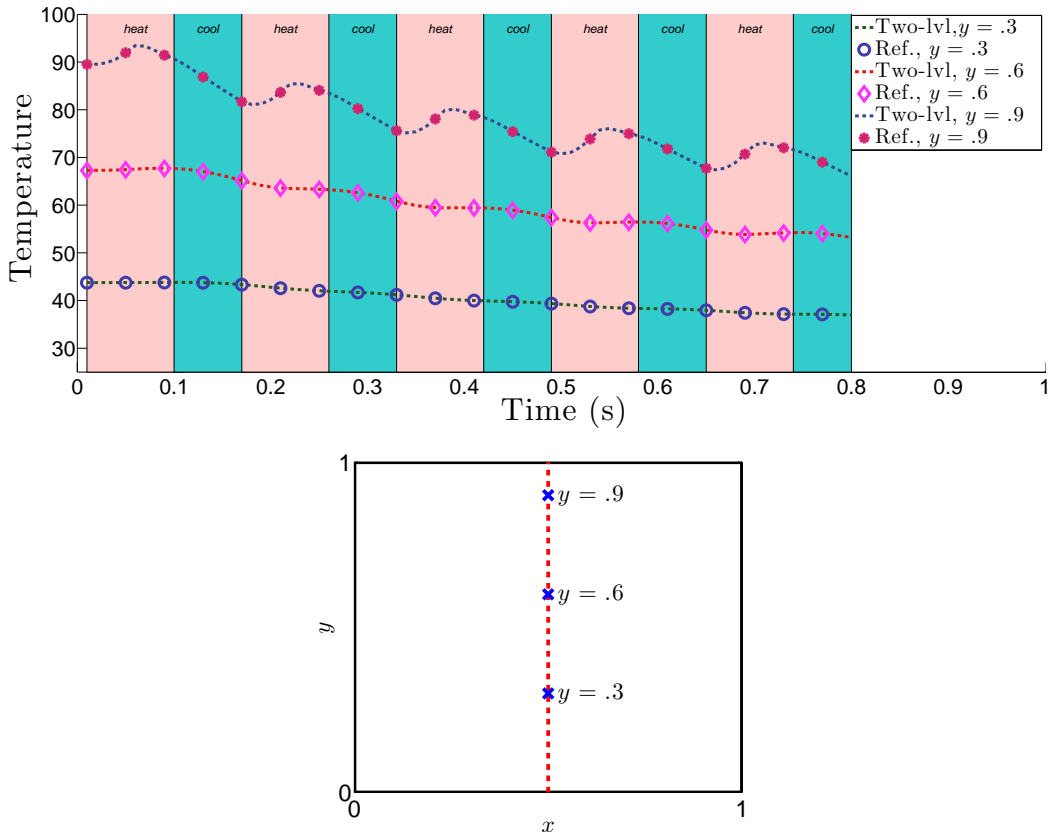 100
90
80
70
60
50
40
30
Temperature
heat cool heat cool heat cool heat cool heat cool
0 0.1 0.2 0.3 0.4 0.5 0.6 0.7 0.8 0.9 1
Time (s)
Two-lvl,y = .3
Ref., y = .3
Two-lvl, y = .6
Ref., y = .6
Two-lvl, y = .9
Ref., y = .9
1
y = .9
y = .6
y
y = .3
0
0 1
x